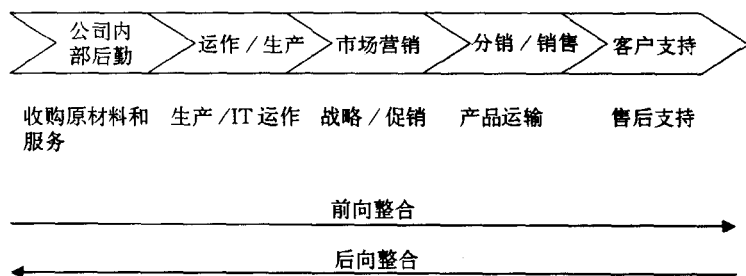 公司内
部后勤
运作 / 生产
市场营销
分销 / 销售
客户支持
收购原材料和
服务
生产 /IT 运作
战略 / 促销
产品运输
售后支持
前向整合
后向整合